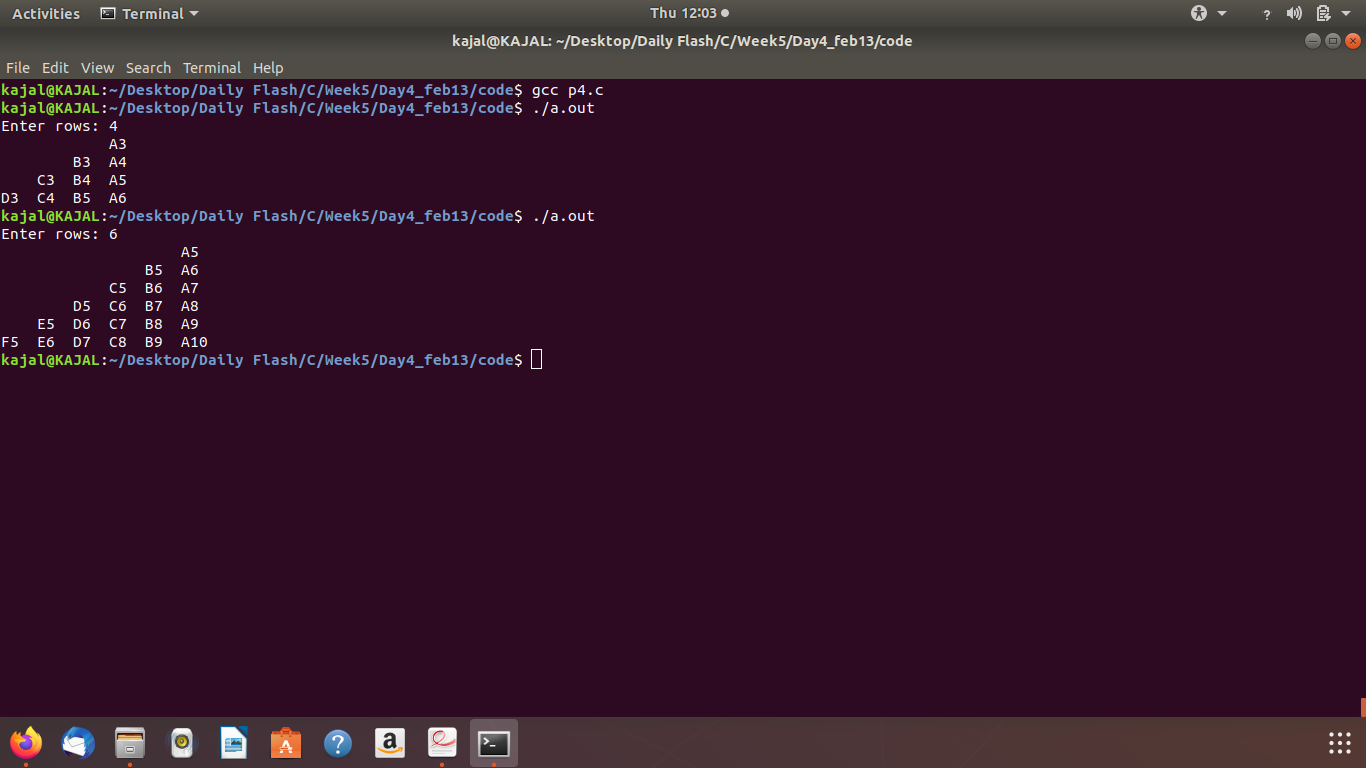 Activities Terminal Thu 12:03
kajal@KAJAL: ~/Desktop/Daily Flash/C/Week5/Day4_feb13/code
File Edit View Search Terminal Help
kajal@KAJAL:~/Desktop/Daily Flash/C/Week5/Day4_feb13/code$ gcc p4.c
kajal@KAJAL:~/Desktop/Daily Flash/C/Week5/Day4_feb13/code$ ./a.out
Enter rows: 4
            A3
        B3  A4
    C3  B4  A5
D3  C4  B5  A6
kajal@KAJAL:~/Desktop/Daily Flash/C/Week5/Day4_feb13/code$ ./a.out
Enter rows: 6
                    A5
                B5  A6
            C5  B6  A7
        D5  C6  B7  A8
    E5  D6  C7  B8  A9
F5  E6  D7  C8  B9  A10
kajal@KAJAL:~/Desktop/Daily Flash/C/Week5/Day4_feb13/code$